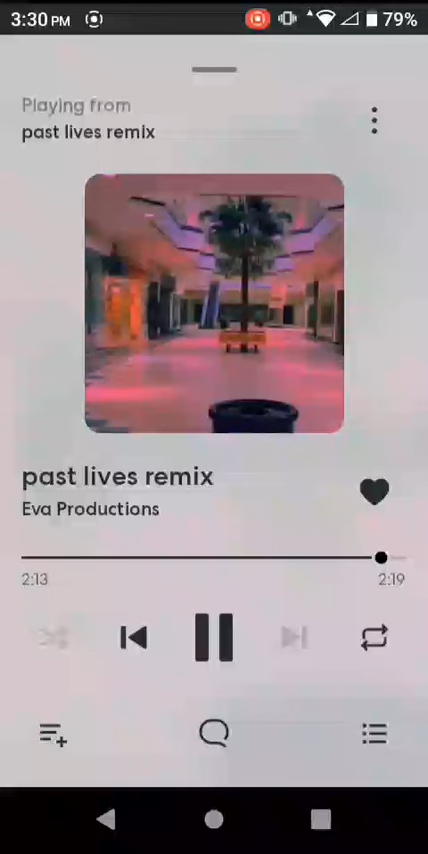 3:30 PM
79%
Playing from
past lives remix
past lives remix
Eva Productions
2:13
2:19